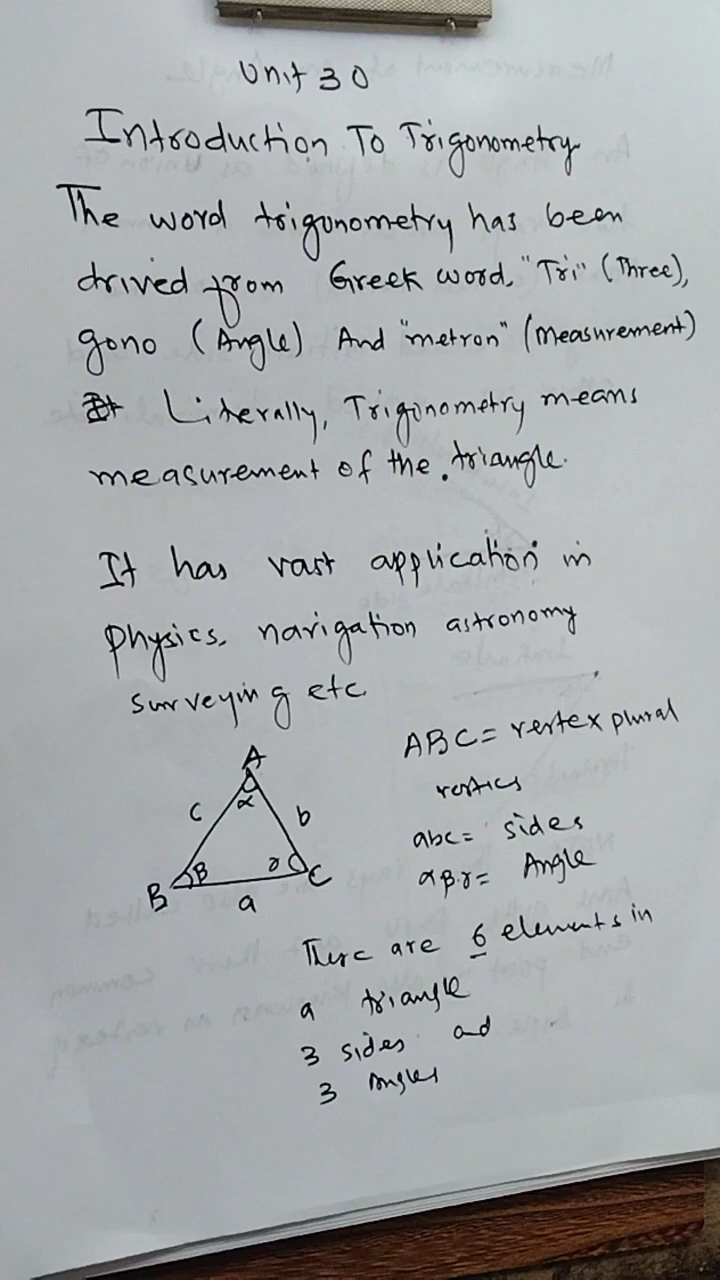 Unit 30
Introduction To Trigonometry
The word trigonometry has been
drived from Greek word, "Tri" (Three),
gono (Angle) And "metron" (measurement)
Literally, Trigonometry means
measurement of the triangle.
It has vast application in
physics, navigation astronomy
surveying etc
A
α
c
b
B
β
γ
C
a
ABC = vertex plural
vertics
abc = sides
αβ.γ = Angle
There are 6 elements in
a triangle
3 sides and
3 Angles